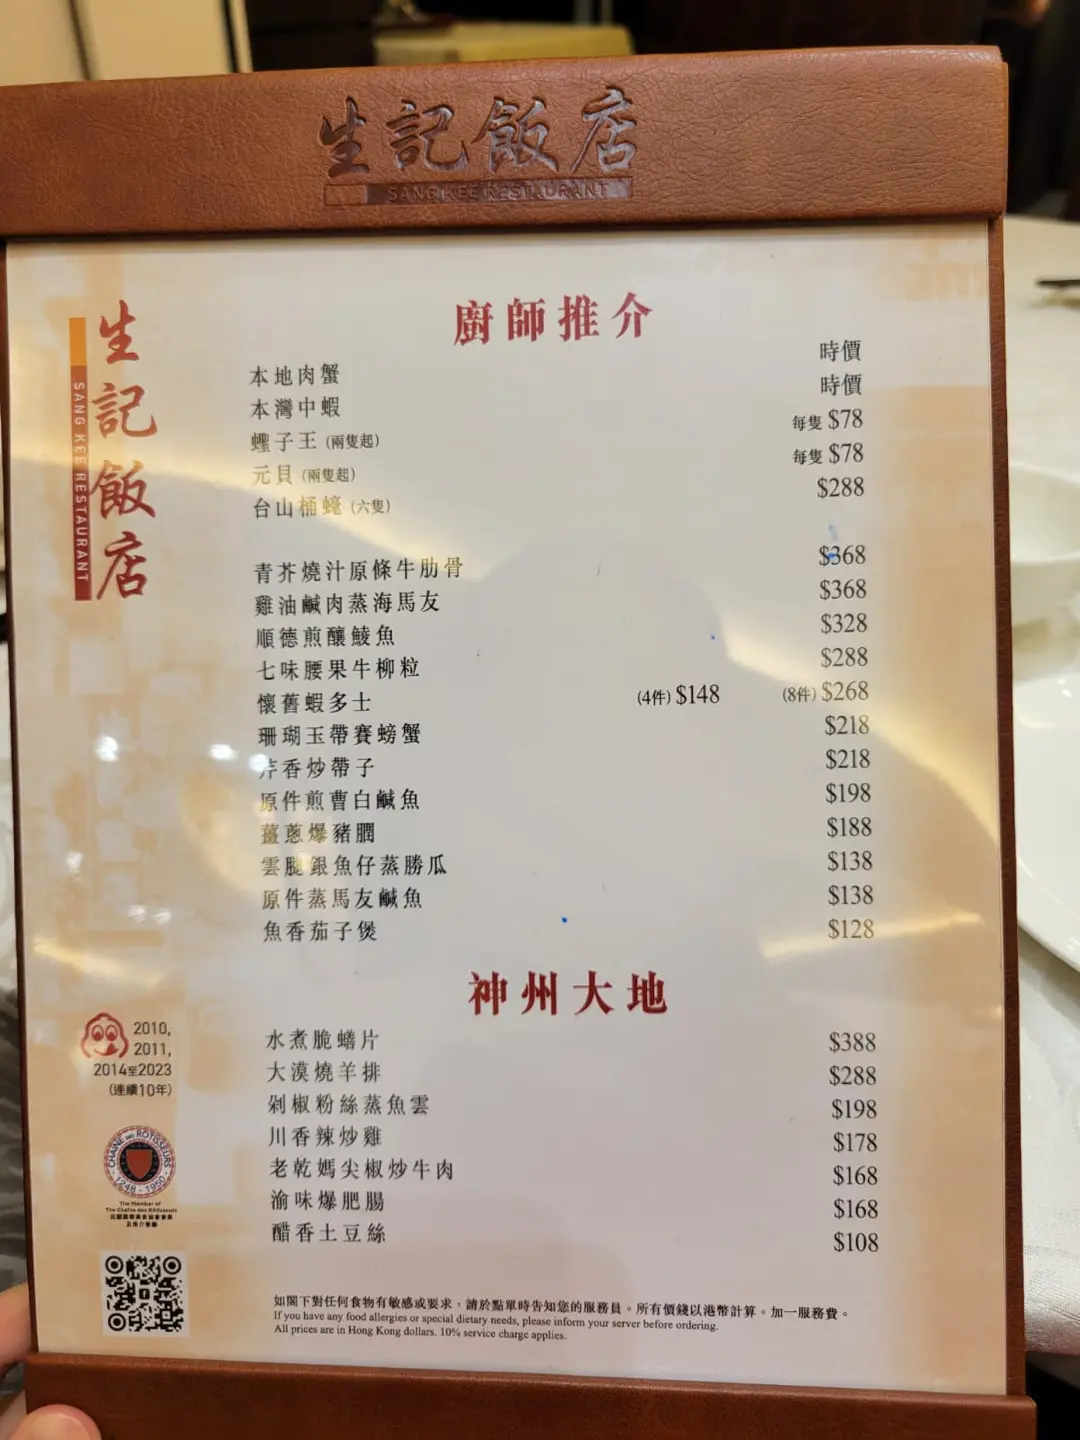 生記飯店
SANG KEE RESTAURANT
生記飯店
SANG KEE RESTAURANT
廚師推介
本地肉蟹 時價
本灣中蝦 時價
蟶子王 (兩隻起) 每隻 $78
元貝 (兩隻起) 每隻 $78
台山桶蠔 (六隻) $288
青芥燒汁原條牛肋骨 $368
雞油鹹肉蒸海馬友 $368
順德煎釀鯪魚 $328
七味腰果牛柳粒 $288
懷舊蝦多士 (4件) $148 (8件) $268
珊瑚玉帶賽螃蟹 $218
芹香炒帶子 $218
原件煎曹白鹹魚 $198
薑蔥爆豬膶 $188
雲腿銀魚仔蒸勝瓜 $138
原件蒸馬友鹹魚 $138
魚香茄子煲 $128
神州大地
水煮脆鱔片 $388
大漠燒羊排 $288
剁椒粉絲蒸魚雲 $198
川香辣炒雞 $178
老乾媽尖椒炒牛肉 $168
渝味爆肥腸 $168
醋香土豆絲 $108
2010,
2011,
2014至2023
(連續10年)
CHAINE DES ROTISSEURS
1248 - 1950
The Member of
The Chaîne des Rôtisseurs
如閣下對任何食物有敏感或要求，請於點單時告知您的服務員。所有價錢以港幣計算。加一服務費。
If you have any food allergies or special dietary needs, please inform your server before ordering.
All prices are in Hong Kong dollars. 10% service charge applies.